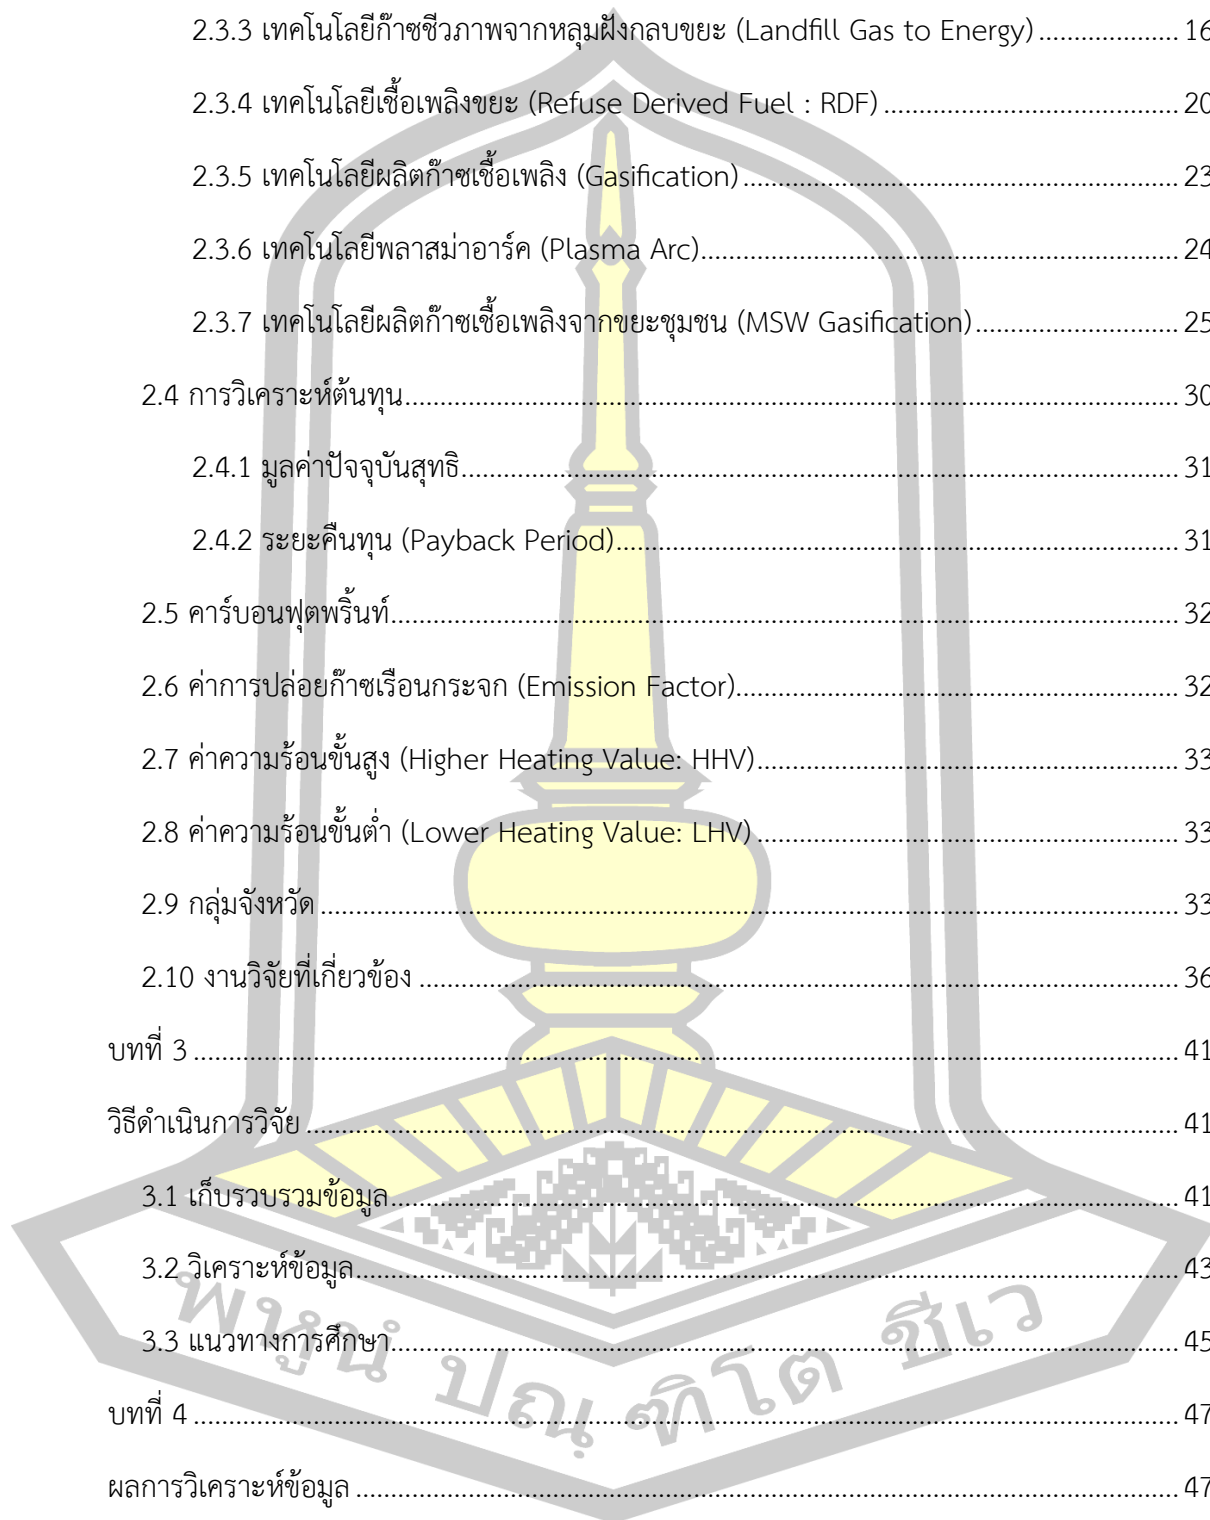 2.3.3 เทคโนโลยีก๊าซชีวภาพจากหลุมฝังกลบขยะ (Landfill Gas to Energy) .................... 16
2.3.4 เทคโนโลยีเชื้อเพลิงขยะ (Refuse Derived Fuel : RDF) .......................................... 20
2.3.5 เทคโนโลยีผลิตก๊าซเชื้อเพลิง (Gasification) ............................................................. 23
2.3.6 เทคโนโลยีพลาสม่าอาร์ค (Plasma Arc) ................................................................... 24
2.3.7 เทคโนโลยีผลิตก๊าซเชื้อเพลิงจากขยะชุมชน (MSW Gasification) ............................. 25
2.4 การวิเคราะห์ต้นทุน .......................................................................................................... 30
2.4.1 มูลค่าปัจจุบันสุทธิ .................................................................................................... 31
2.4.2 ระยะคืนทุน (Payback Period) ................................................................................ 31
2.5 คาร์บอนฟุตพริ้นท์ ............................................................................................................ 32
2.6 ค่าการปล่อยก๊าซเรือนกระจก (Emission Factor) ............................................................. 32
2.7 ค่าความร้อนขั้นสูง (Higher Heating Value: HHV) ........................................................... 33
2.8 ค่าความร้อนขั้นต่ำ (Lower Heating Value: LHV) ............................................................ 33
2.9 กลุ่มจังหวัด ...................................................................................................................... 33
2.10 งานวิจัยที่เกี่ยวข้อง .......................................................................................................... 36
บทที่ 3 ..................................................................................................................................... 41
วิธีดำเนินการวิจัย ...................................................................................................................... 41
3.1 เก็บรวบรวมข้อมูล ............................................................................................................ 41
3.2 วิเคราะห์ข้อมูล ................................................................................................................. 43
3.3 แนวทางการศึกษา ............................................................................................................ 45
บทที่ 4 ..................................................................................................................................... 47
ผลการวิเคราะห์ข้อมูล ................................................................................................................ 47
พหูนํ ปณฺฑิโต ชีเว